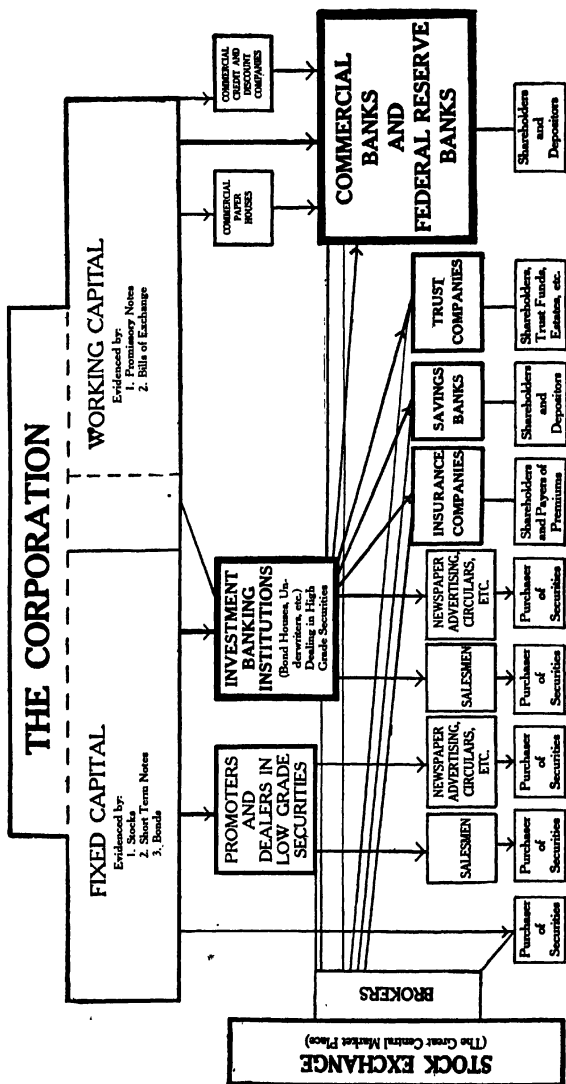 THE CORPORATION
FIXED CAPITAL
Evidenced by:
1. Stocks
2. Short Term Notes
3. Bonds
WORKING CAPITAL
Evidenced by:
1. Promissory Notes
2. Bills of Exchange
PROMOTERS
AND
DEALERS IN
LOW GRADE
SECURITIES
INVESTMENT
BANKING
INSTITUTIONS
(Bond Houses, Un-
derwriters, etc.)
Dealing in High
Grade Securities
COMMERCIAL
PAPER
HOUSES
COMMERCIAL
CREDIT AND
DISCOUNT
COMPANIES
COMMERCIAL
BANKS
AND
FEDERAL RESERVE
BANKS
SALESMEN
NEWSPAPER
ADVERTISING,
CIRCULARS,
ETC.
SALESMEN
NEWSPAPER
ADVERTISING,
CIRCULARS,
ETC.
INSURANCE
COMPANIES
SAVINGS
BANKS
TRUST
COMPANIES
STOCK EXCHANGE
(The Great Central Market Place)
BROKERS
Purchaser
of
Securities
Purchaser
of
Securities
Purchaser
of
Securities
Purchaser
of
Securities
Purchaser
of
Securities
Shareholders
and Payers of
Premiums
Shareholders
and
Depositors
Shareholders,
Trust Funds,
Estates, etc.
Shareholders
and
Depositors